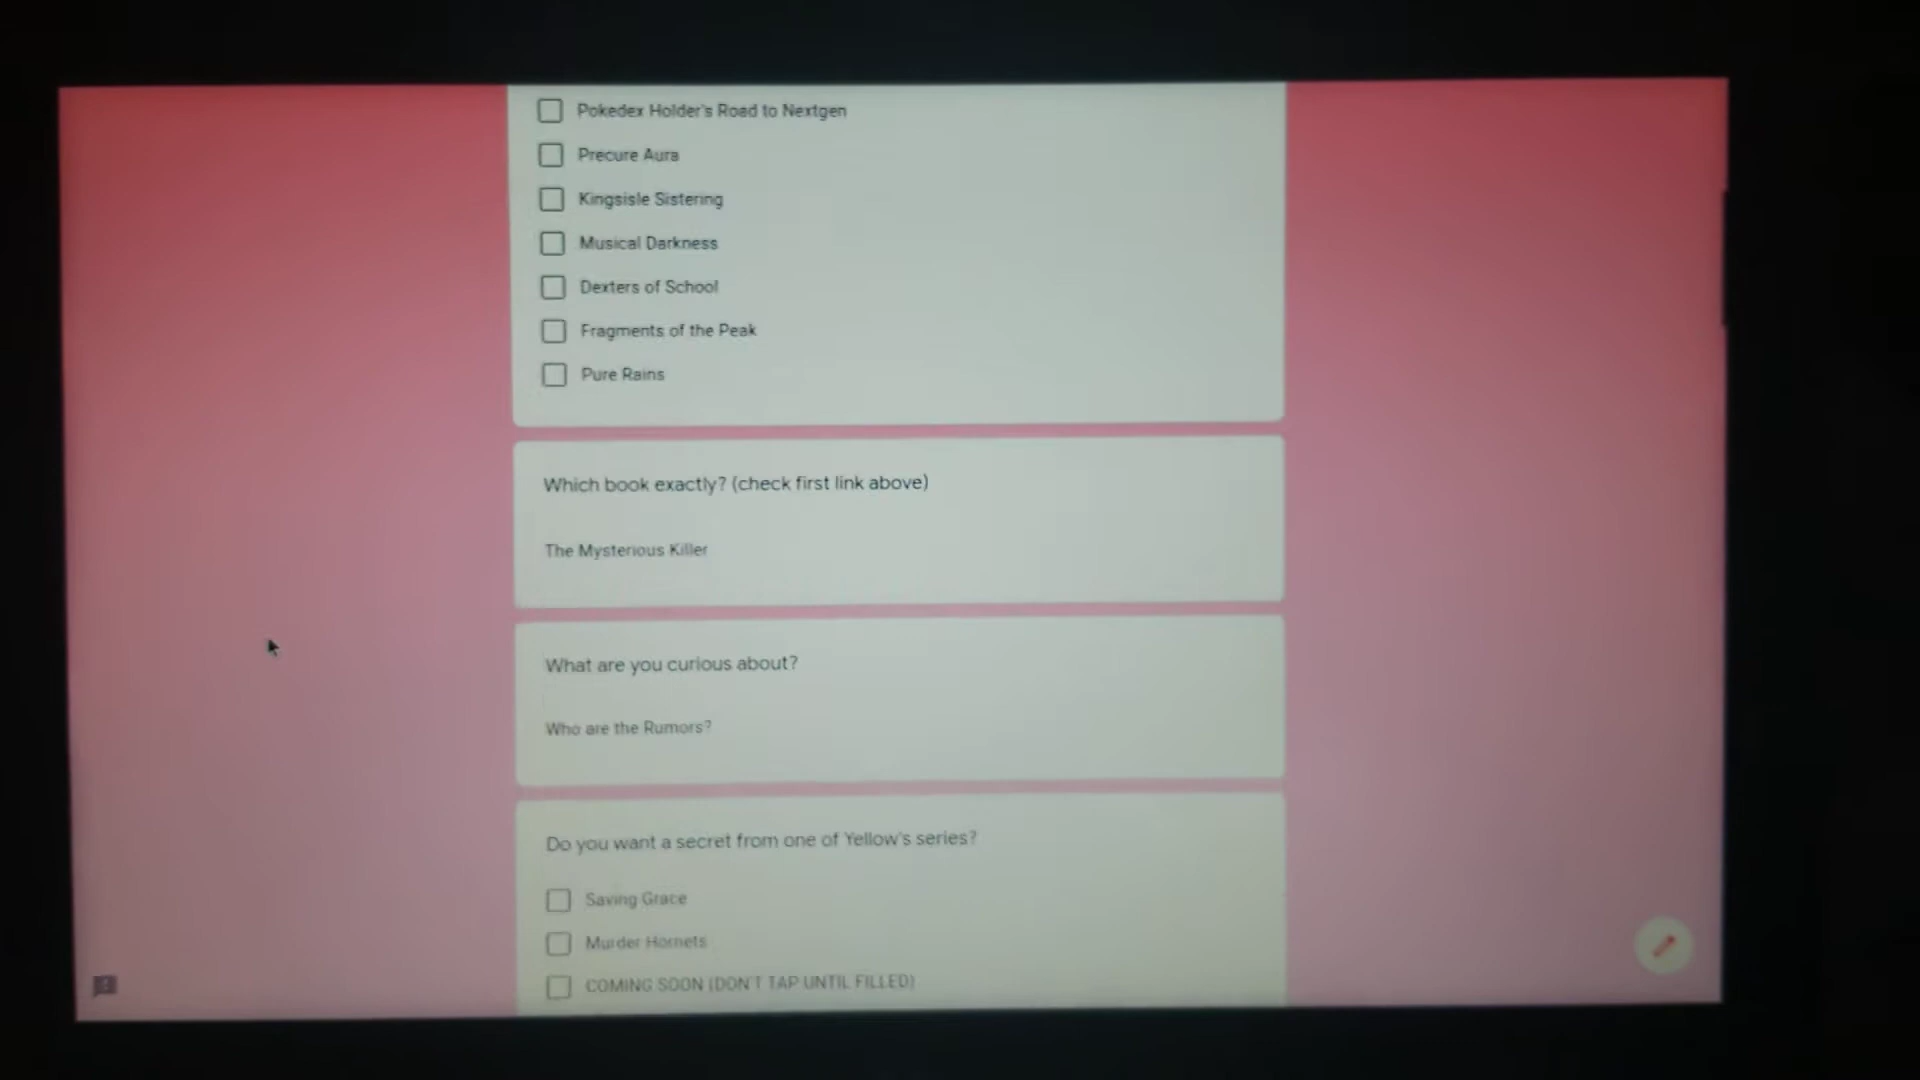 Pokedex Holder's Road to Nextgen
Precure Aura
Kingsisle Sistering
Musical Darkness
Dexters of School
Fragments of the Peak
Pure Rains
Which book exactly? (check first link above)
The Mysterious Killer
What are you curious about?
Who are the Rumors?
Do you want a secret from one of Yellow's series?
Saving Grace
Murder Hornets
COMING SOON (DON'T TAP UNTIL FILLED)